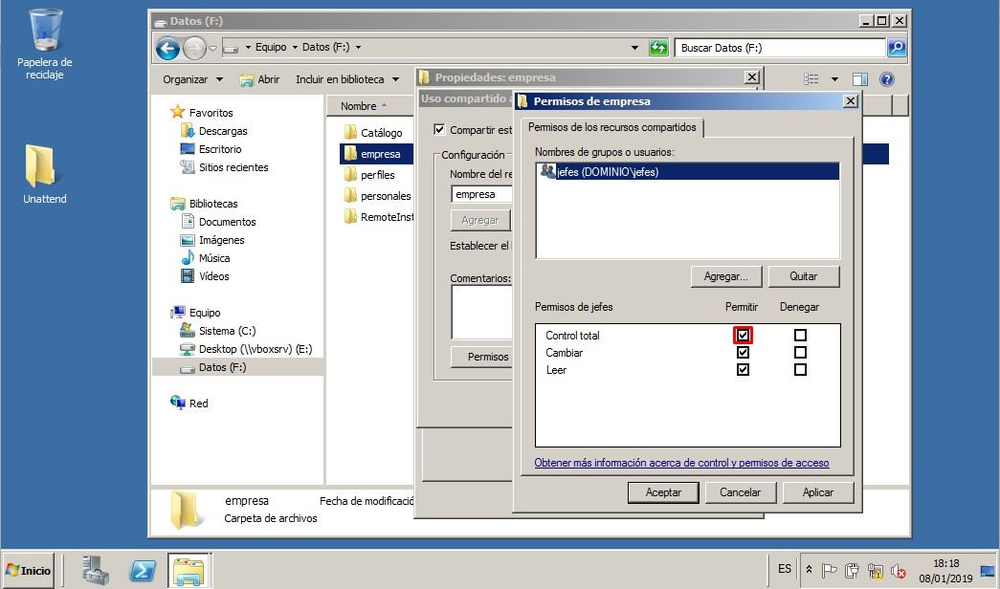 Papelera de
reciclaje
Unattend
Datos (F:)
Equipo
Datos (F:)
Buscar Datos (F:)
Organizar
Abrir
Incluir en biblioteca
Favoritos
Descargas
Escritorio
Sitios recientes
Bibliotecas
Documentos
Imágenes
Música
Vídeos
Equipo
Sistema (C:)
Desktop (\\vboxsrv) (E:)
Datos (F:)
Red
Nombre
Catálogo
empresa
perfiles
personales
RemoteInst
empresa
Fecha de modificació
Carpeta de archivos
Propiedades: empresa
Uso compartido a
Compartir est
Configuración
Nombre del re
empresa
Agregar
Establecer el l
Comentarios:
Permisos
Permisos de empresa
Permisos de los recursos compartidos
Nombres de grupos o usuarios:
jefes (DOMINIO\jefes)
Agregar...
Quitar
Permisos de jefes
Permitir
Denegar
Control total
Cambiar
Leer
Obtener más información acerca de control y permisos de acceso
Aceptar
Cancelar
Aplicar
Inicio
ES
18:18
08/01/2019